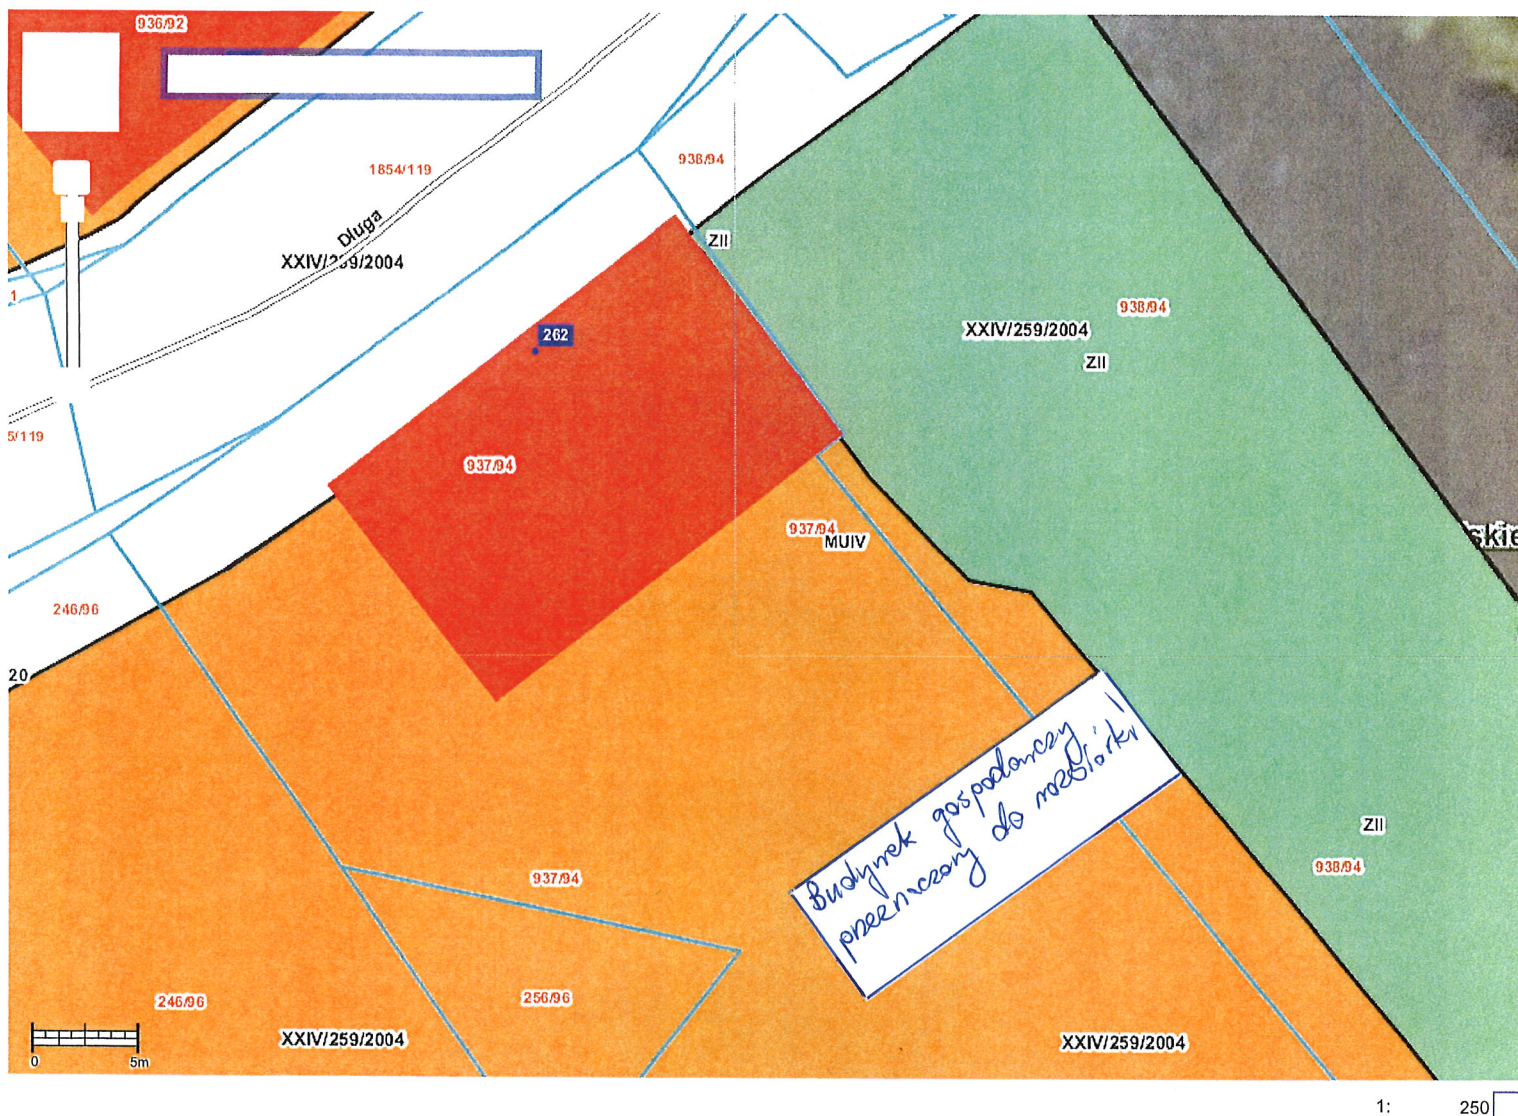 936/92
1854/119
938/94
Długa
XXIV/259/2004
ZII
1
262
938/94
XXIV/259/2004
ZII
5/119
937/94
937/94
MUIV
skie
246/96
20
Budynek gospodarczy
przeznaczony do rozbiórki
ZII
938/94
937/94
246/96
256/96
XXIV/259/2004
XXIV/259/2004
0 5m
1: 250